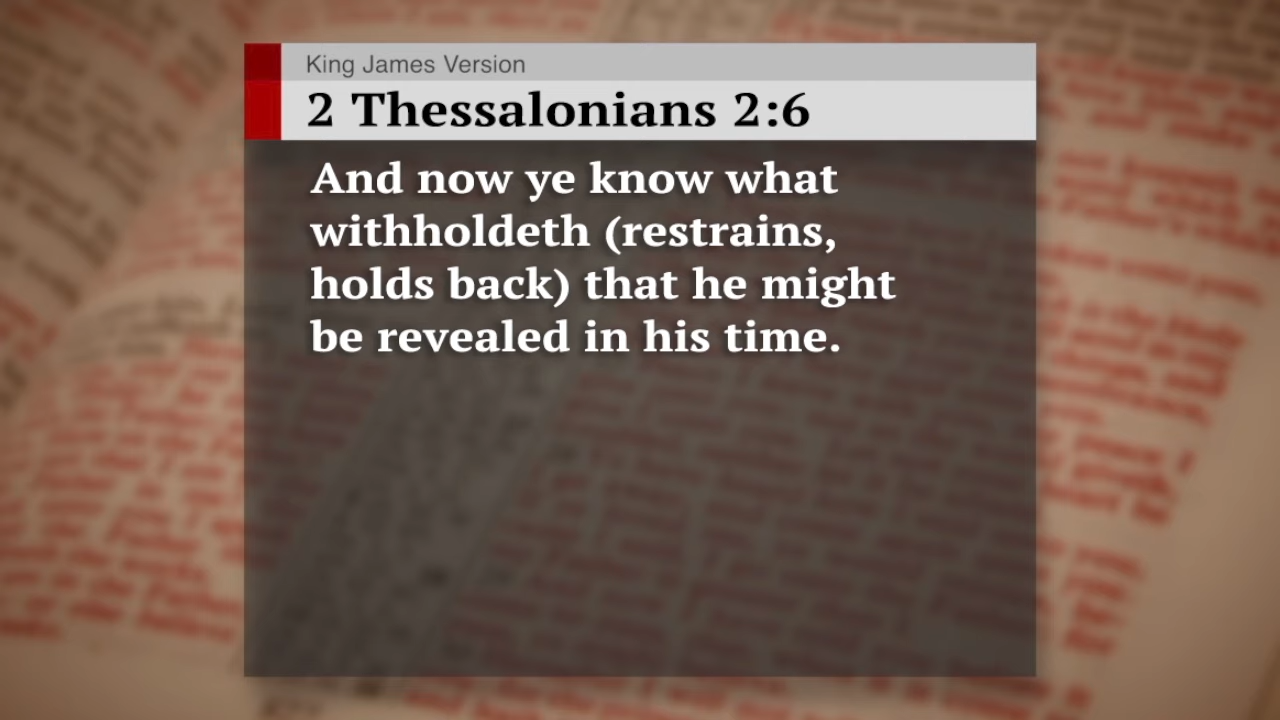 King James Version
2 Thessalonians 2:6
And now ye know what
withholdeth (restrains,
holds back) that he might
be revealed in his time.